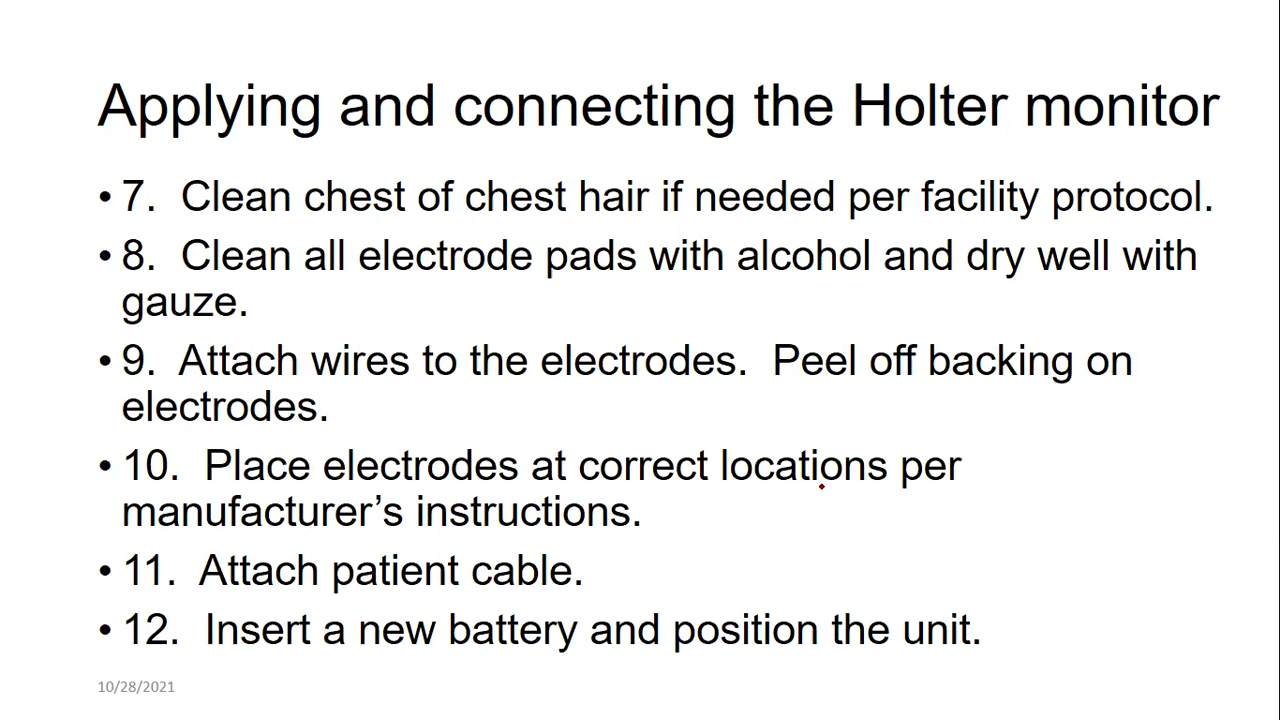 Applying and connecting the Holter monitor
• 7.  Clean chest of chest hair if needed per facility protocol.
• 8.  Clean all electrode pads with alcohol and dry well with
gauze.
• 9.  Attach wires to the electrodes.  Peel off backing on
electrodes.
• 10.  Place electrodes at correct locations per
manufacturer’s instructions.
• 11.  Attach patient cable.
• 12.  Insert a new battery and position the unit.
10/28/2021